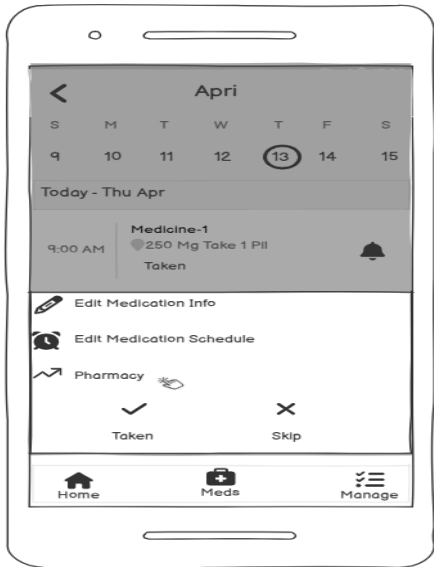 Apri
S M T W T F S
9 10 11 12 13 14 15
Today - Thu Apr
Medicine-1
9:00 AM 250 Mg Take 1 Pll
Taken
Edit Medication Info
Edit Medication Schedule
Pharmacy
Taken Skip
Home Meds Manage